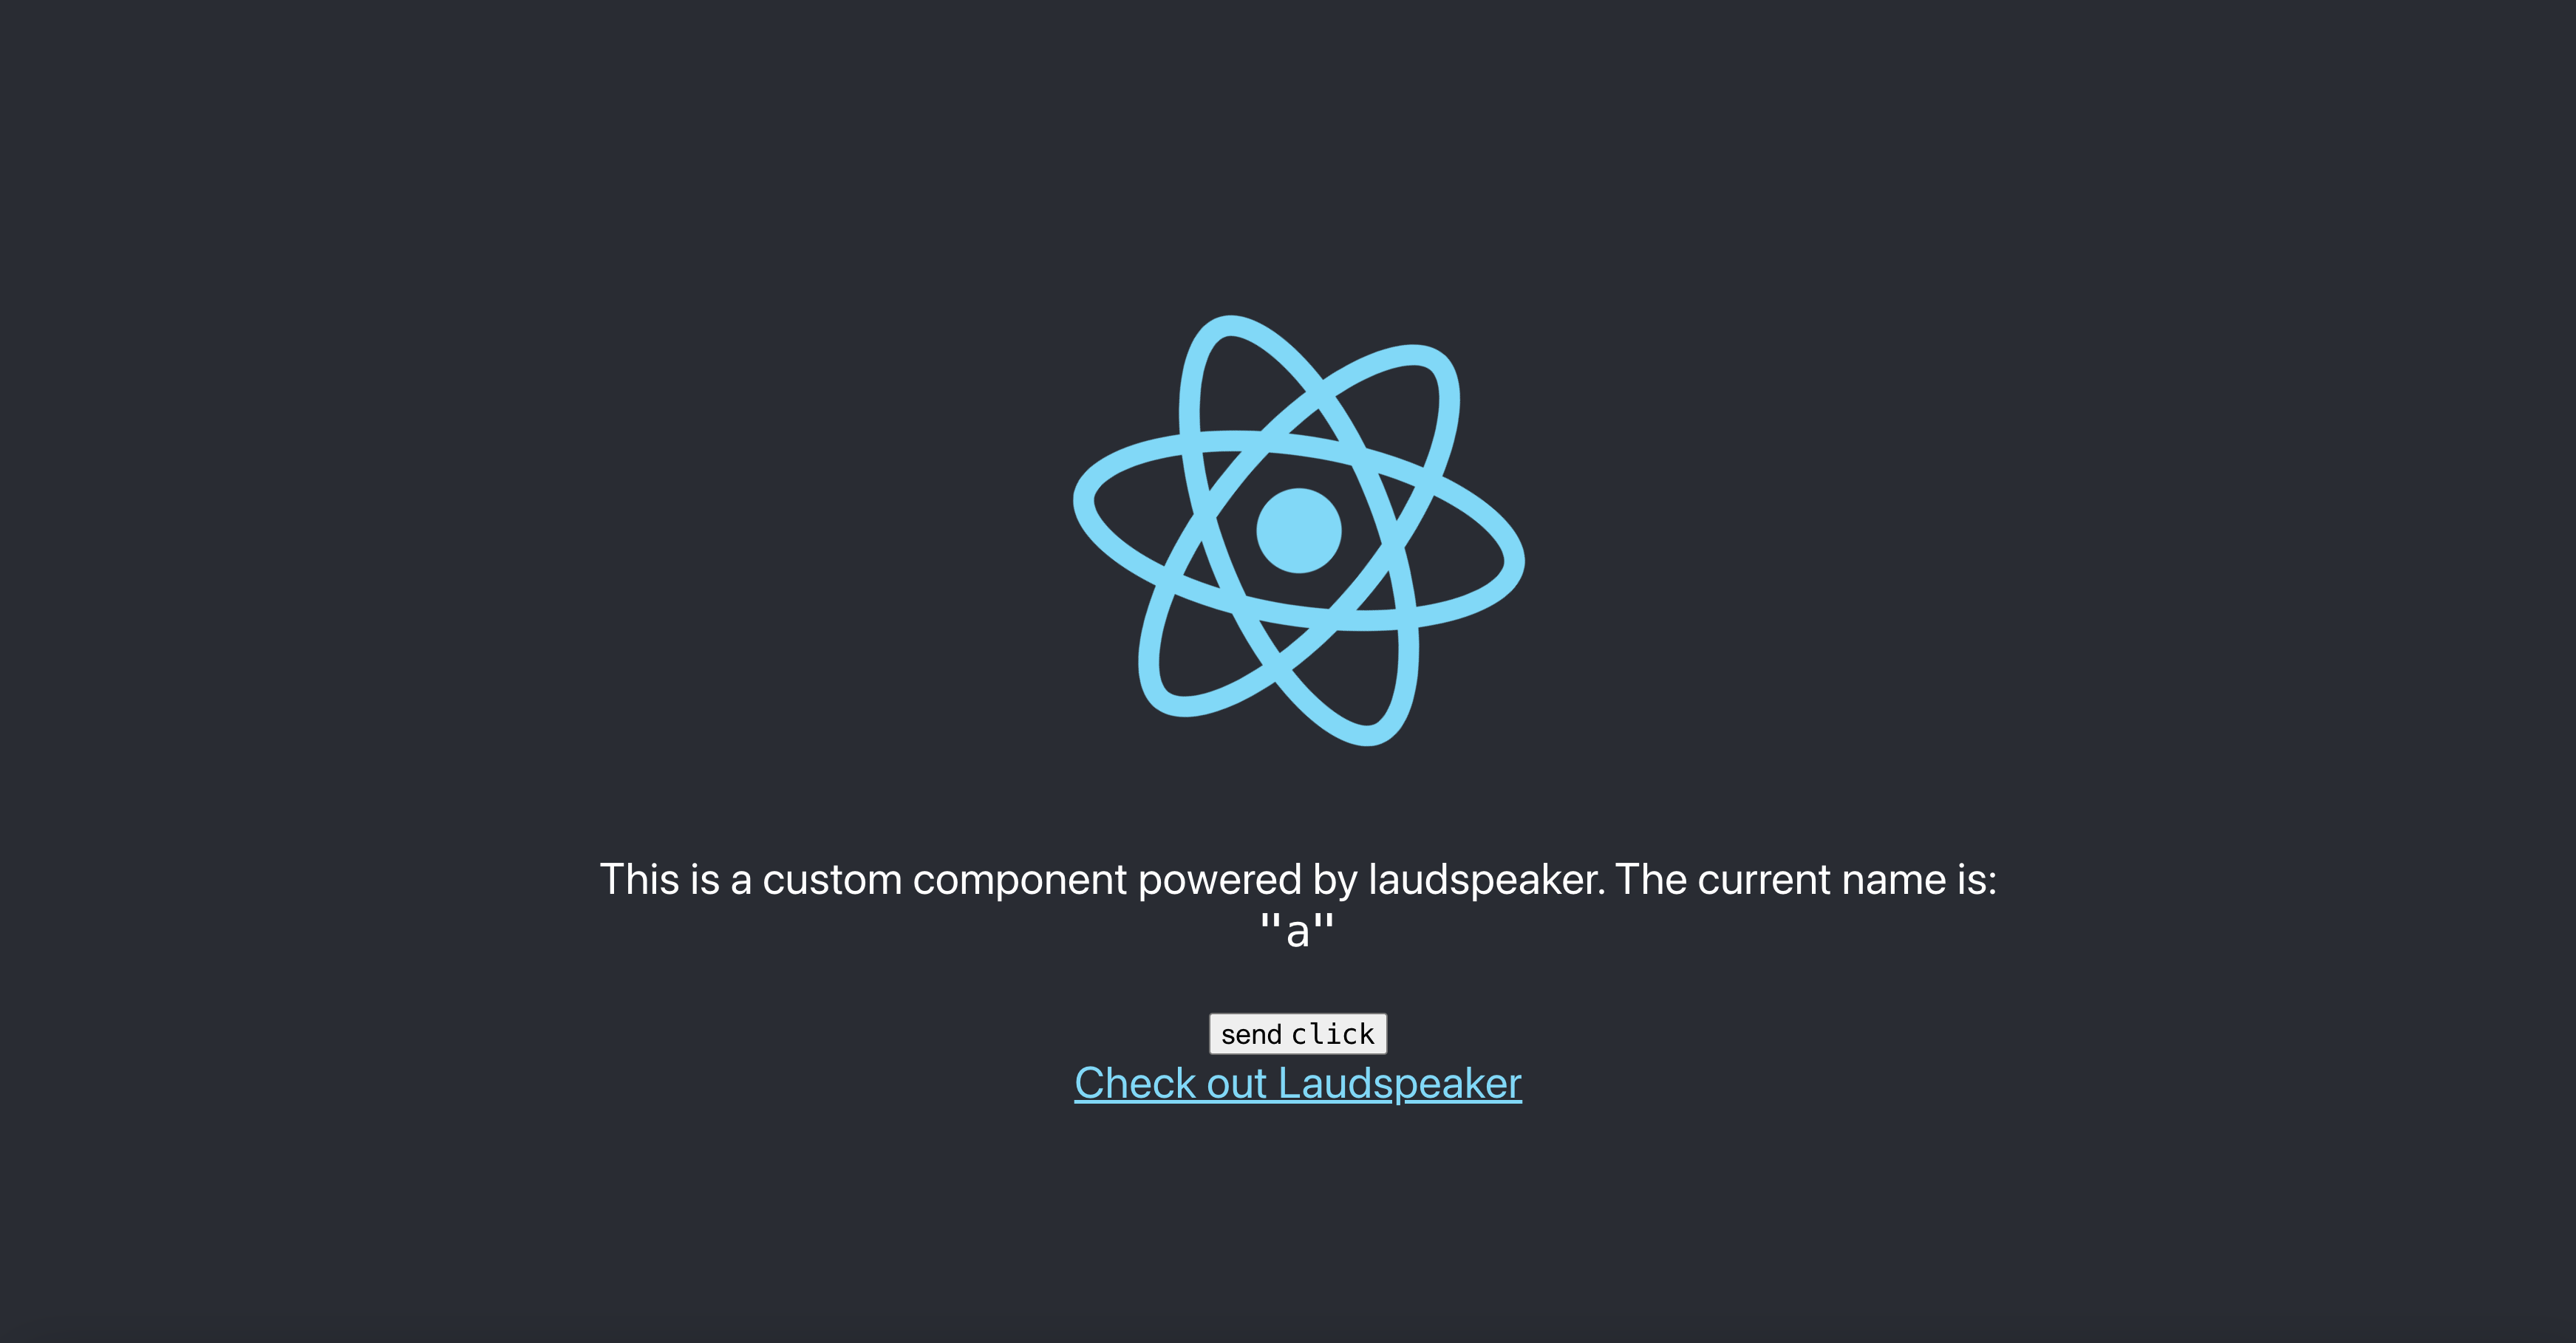 This is a custom component powered by laudspeaker. The current name is:
"a"
send click
Check out Laudspeaker